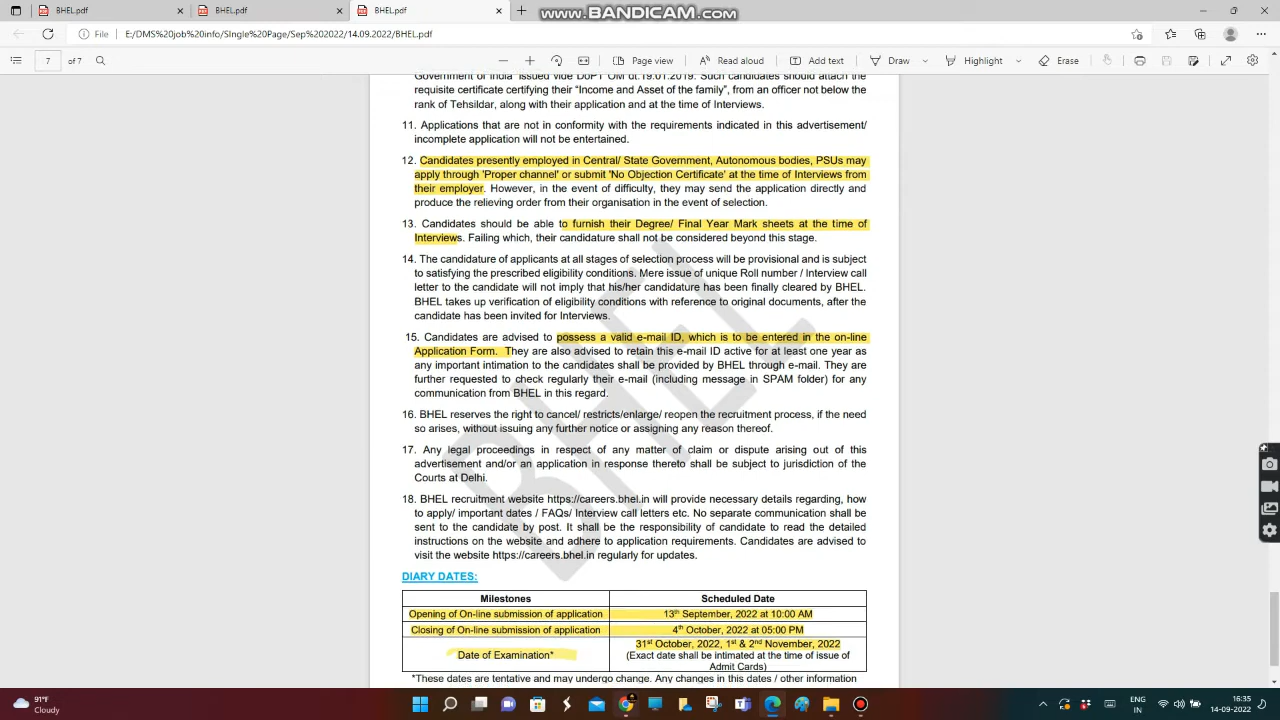 BHEL.pdf
BHEL.pdf
BHEL.pdf
www.BANDICAM.com
File
E:/DMS%20job%20info/SIngle%20Page/Sep%202022/14.09.2022/BHEL.pdf
7 of 7
Page view
Read aloud
Add text
Draw
Highlight
Erase
Government of India issued vide DoPT OM dt.19.01.2019. Such candidates should attach the
requisite certificate certifying their “Income and Asset of the family”, from an officer not below the
rank of Tehsildar, along with their application and at the time of Interviews.
11. Applications that are not in conformity with the requirements indicated in this advertisement/
incomplete application will not be entertained.
12. Candidates presently employed in Central/ State Government, Autonomous bodies, PSUs may
apply through 'Proper channel' or submit 'No Objection Certificate' at the time of Interviews from
their employer. However, in the event of difficulty, they may send the application directly and
produce the relieving order from their organisation in the event of selection.
13. Candidates should be able to furnish their Degree/ Final Year Mark sheets at the time of
Interviews. Failing which, their candidature shall not be considered beyond this stage.
14. The candidature of applicants at all stages of selection process will be provisional and is subject
to satisfying the prescribed eligibility conditions. Mere issue of unique Roll number / Interview call
letter to the candidate will not imply that his/her candidature has been finally cleared by BHEL.
BHEL takes up verification of eligibility conditions with reference to original documents, after the
candidate has been invited for Interviews.
15. Candidates are advised to possess a valid e-mail ID, which is to be entered in the on-line
Application Form. They are also advised to retain this e-mail ID active for at least one year as
any important intimation to the candidates shall be provided by BHEL through e-mail. They are
further requested to check regularly their e-mail (including message in SPAM folder) for any
communication from BHEL in this regard.
16. BHEL reserves the right to cancel/ restricts/enlarge/ reopen the recruitment process, if the need
so arises, without issuing any further notice or assigning any reason thereof.
17. Any legal proceedings in respect of any matter of claim or dispute arising out of this
advertisement and/or an application in response thereto shall be subject to jurisdiction of the
Courts at Delhi.
18. BHEL recruitment website https://careers.bhel.in will provide necessary details regarding, how
to apply/ important dates / FAQs/ Interview call letters etc. No separate communication shall be
sent to the candidate by post. It shall be the responsibility of candidate to read the detailed
instructions on the website and adhere to application requirements. Candidates are advised to
visit the website https://careers.bhel.in regularly for updates.
BHEL
DIARY DATES:
Milestones Scheduled Date
Opening of On-line submission of application 13th September, 2022 at 10:00 AM
Closing of On-line submission of application 4th October, 2022 at 05:00 PM
Date of Examination* 31st October, 2022, 1st & 2nd November, 2022
(Exact date shall be intimated at the time of issue of
Admit Cards)
*These dates are tentative and may undergo change. Any changes in this dates / other information
91°F
Cloudy
ENG
IN
16:35
14-09-2022